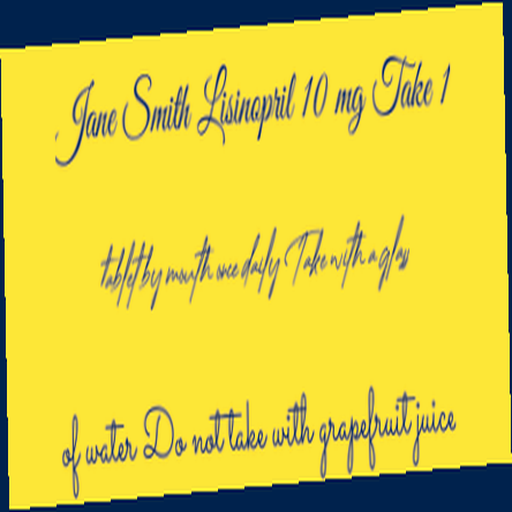 Jane Smith Lisinopril 10 mg Take 1
tablet by mouth once daily Take with a glass
of water Do not take with grapefruit juice